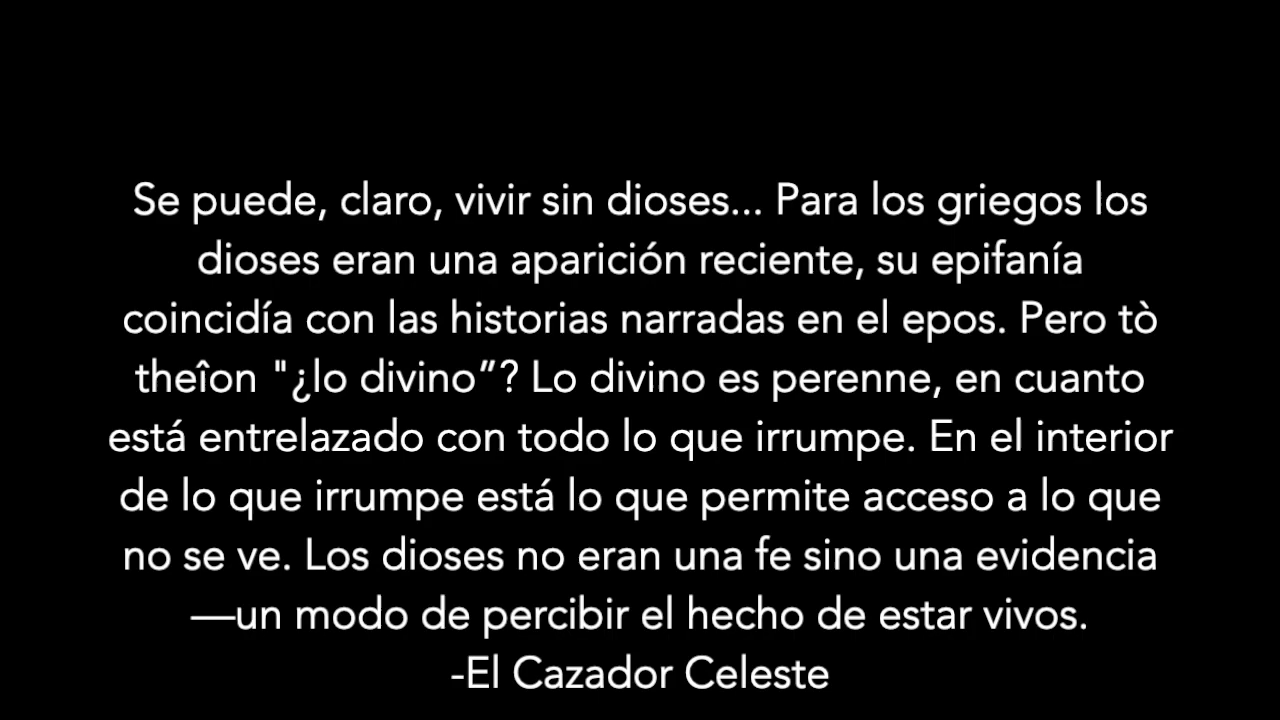 Se puede, claro, vivir sin dioses... Para los griegos los
dioses eran una aparición reciente, su epifanía
coincidía con las historias narradas en el epos. Pero tò
theîon "¿lo divino”? Lo divino es perenne, en cuanto
está entrelazado con todo lo que irrumpe. En el interior
de lo que irrumpe está lo que permite acceso a lo que
no se ve. Los dioses no eran una fe sino una evidencia
—un modo de percibir el hecho de estar vivos.
-El Cazador Celeste